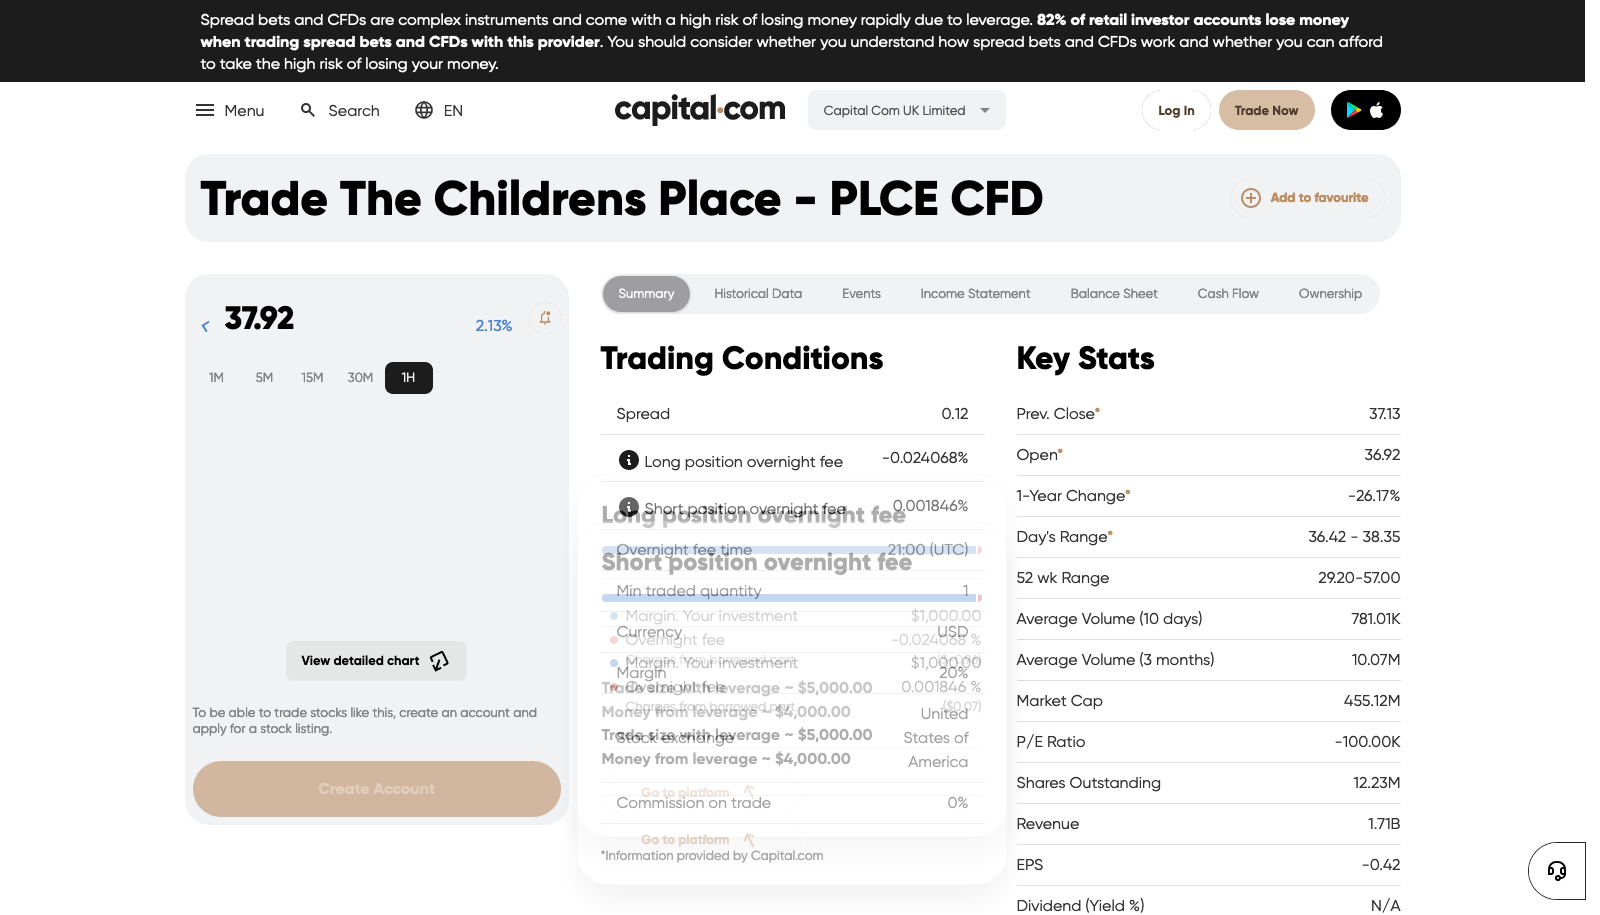 Spread bets and CFDs are complex instruments and come with a high risk of losing money rapidly due to leverage. 82% of retail investor accounts lose money
when trading spread bets and CFDs with this provider. You should consider whether you understand how spread bets and CFDs work and whether you can afford
to take the high risk of losing your money.
Menu
Search
EN
capital.com
Capital Com UK Limited
Log In
Trade Now
Trade The Childrens Place - PLCE CFD
Add to favourite
37.92
2.13%
1M 5M 15M 30M 1H
View detailed chart
To be able to trade stocks like this, create an account and
apply for a stock listing.
Create Account
Summary Historical Data Events Income Statement Balance Sheet Cash Flow Ownership
Trading Conditions
Spread 0.12
Long position overnight fee -0.024068%
Short position overnight fee 0.001846%
Long position overnight fee
Overnight fee time 21:00 (UTC)
Short position overnight fee
Min traded quantity 1
Margin. Your investment $1,000.00
Currency USD
Overnight fee -0.024068 %
Margin. Your investment $1,000.00
Margin 20%
Overnight fee 0.001846 %
Trade size with leverage ~ $5,000.00
Charges from borrowed part ($0.07)
Money from leverage ~ $4,000.00
Stock exchange United
States of
America
Trade size with leverage ~ $5,000.00
Money from leverage ~ $4,000.00
Go to platform
Commission on trade 0%
Go to platform
*Information provided by Capital.com
Key Stats
Prev. Close* 37.13
Open* 36.92
1-Year Change* -26.17%
Day's Range* 36.42 - 38.35
52 wk Range 29.20-57.00
Average Volume (10 days) 781.01K
Average Volume (3 months) 10.07M
Market Cap 455.12M
P/E Ratio -100.00K
Shares Outstanding 12.23M
Revenue 1.71B
EPS -0.42
Dividend (Yield %) N/A